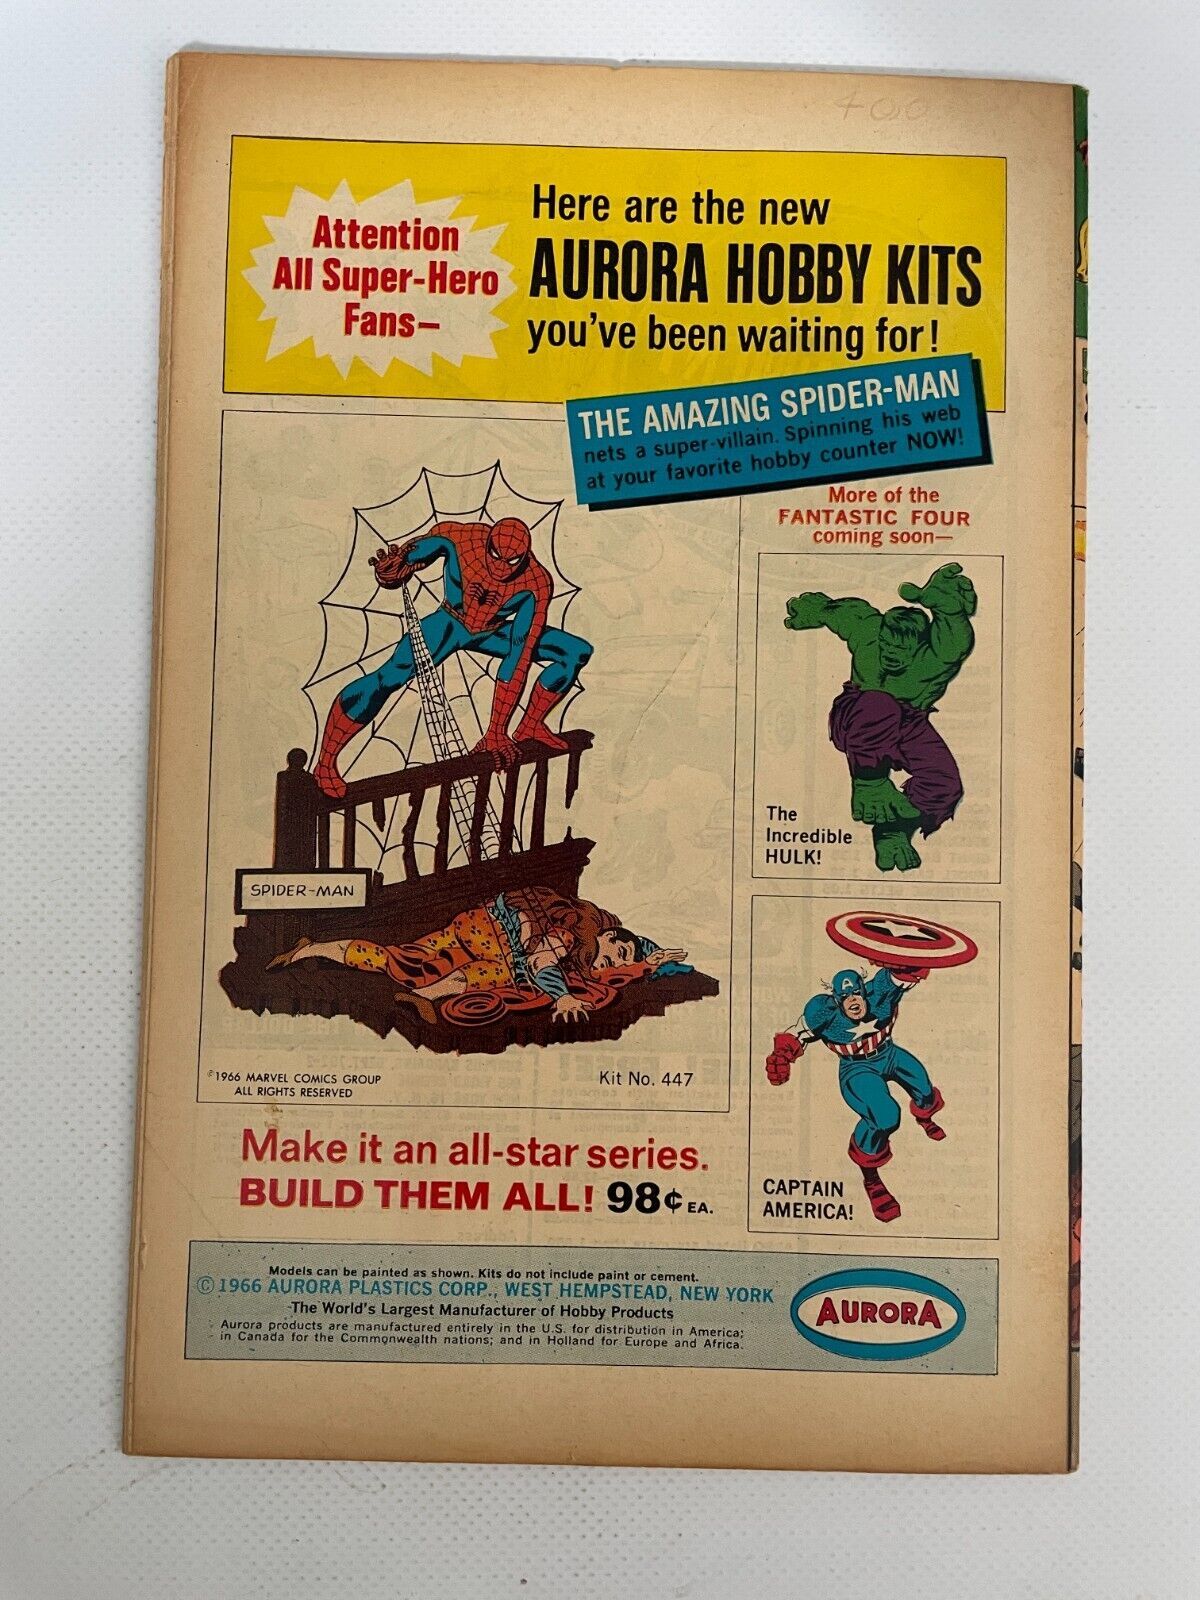 Attention
All Super-Hero
Fans—
Here are the new
AURORA HOBBY KITS
you've been waiting for!
THE AMAZING SPIDER-MAN
nets a super-villain. Spinning his web
at your favorite hobby counter NOW!
More of the
FANTASTIC FOUR
coming soon—
The
Incredible
HULK!
SPIDER-MAN
A
CAPTAIN
AMERICA!
©1966 MARVEL COMICS GROUP
ALL RIGHTS RESERVED
Kit No. 447
Make it an all-star series.
BUILD THEM ALL! 98¢ EA.
Models can be painted as shown. Kits do not include paint or cement.
© 1966 AURORA PLASTICS CORP., WEST HEMPSTEAD, NEW YORK
The World's Largest Manufacturer of Hobby Products
Aurora products are manufactured entirely in the U.S. for distribution in America;
in Canada for the Commonwealth nations; and in Holland for Europe and Africa.
AURORA